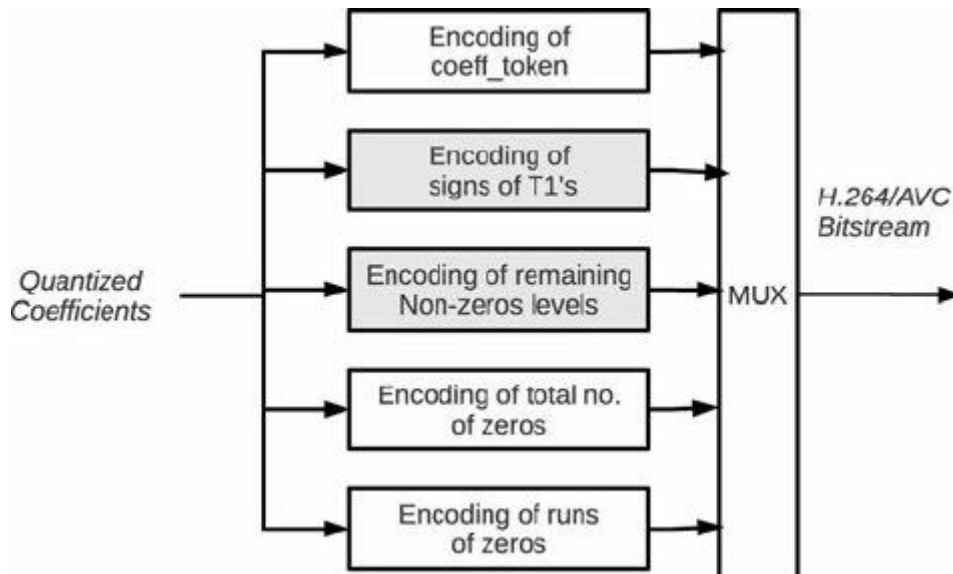 Encoding of
coeff_token
Encoding of
signs of T1's
Encoding of remaining
Non-zeros levels
Encoding of total no.
of zeros
Encoding of runs
of zeros
Quantized
Coefficients
MUX
H.264/AVC
Bitstream